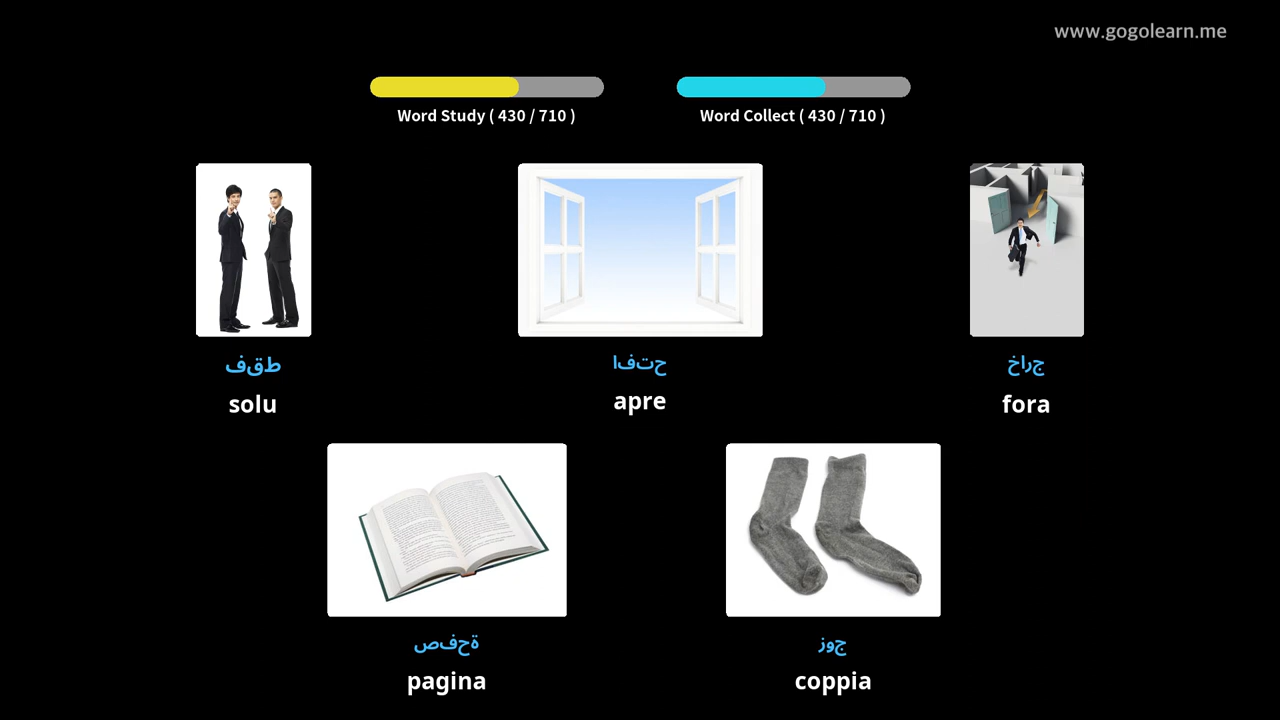 www.gogolearn.me
Word Study ( 430 / 710 )
Word Collect ( 430 / 710 )
طقف
solu
حتفا
apre
جراخ
fora
ةحفص
pagina
جوز
coppia